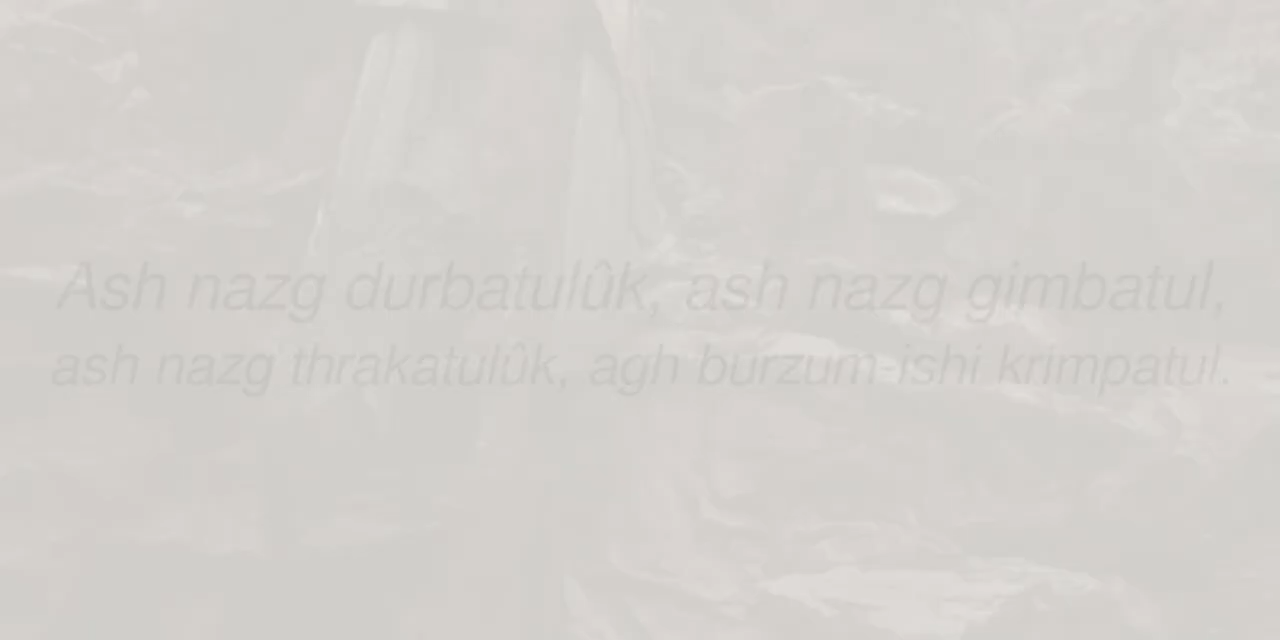 Ash nazg durbatulûk, ash nazg gimbatul,
ash nazg thrakatulûk, agh burzum-ishi krimpatul.